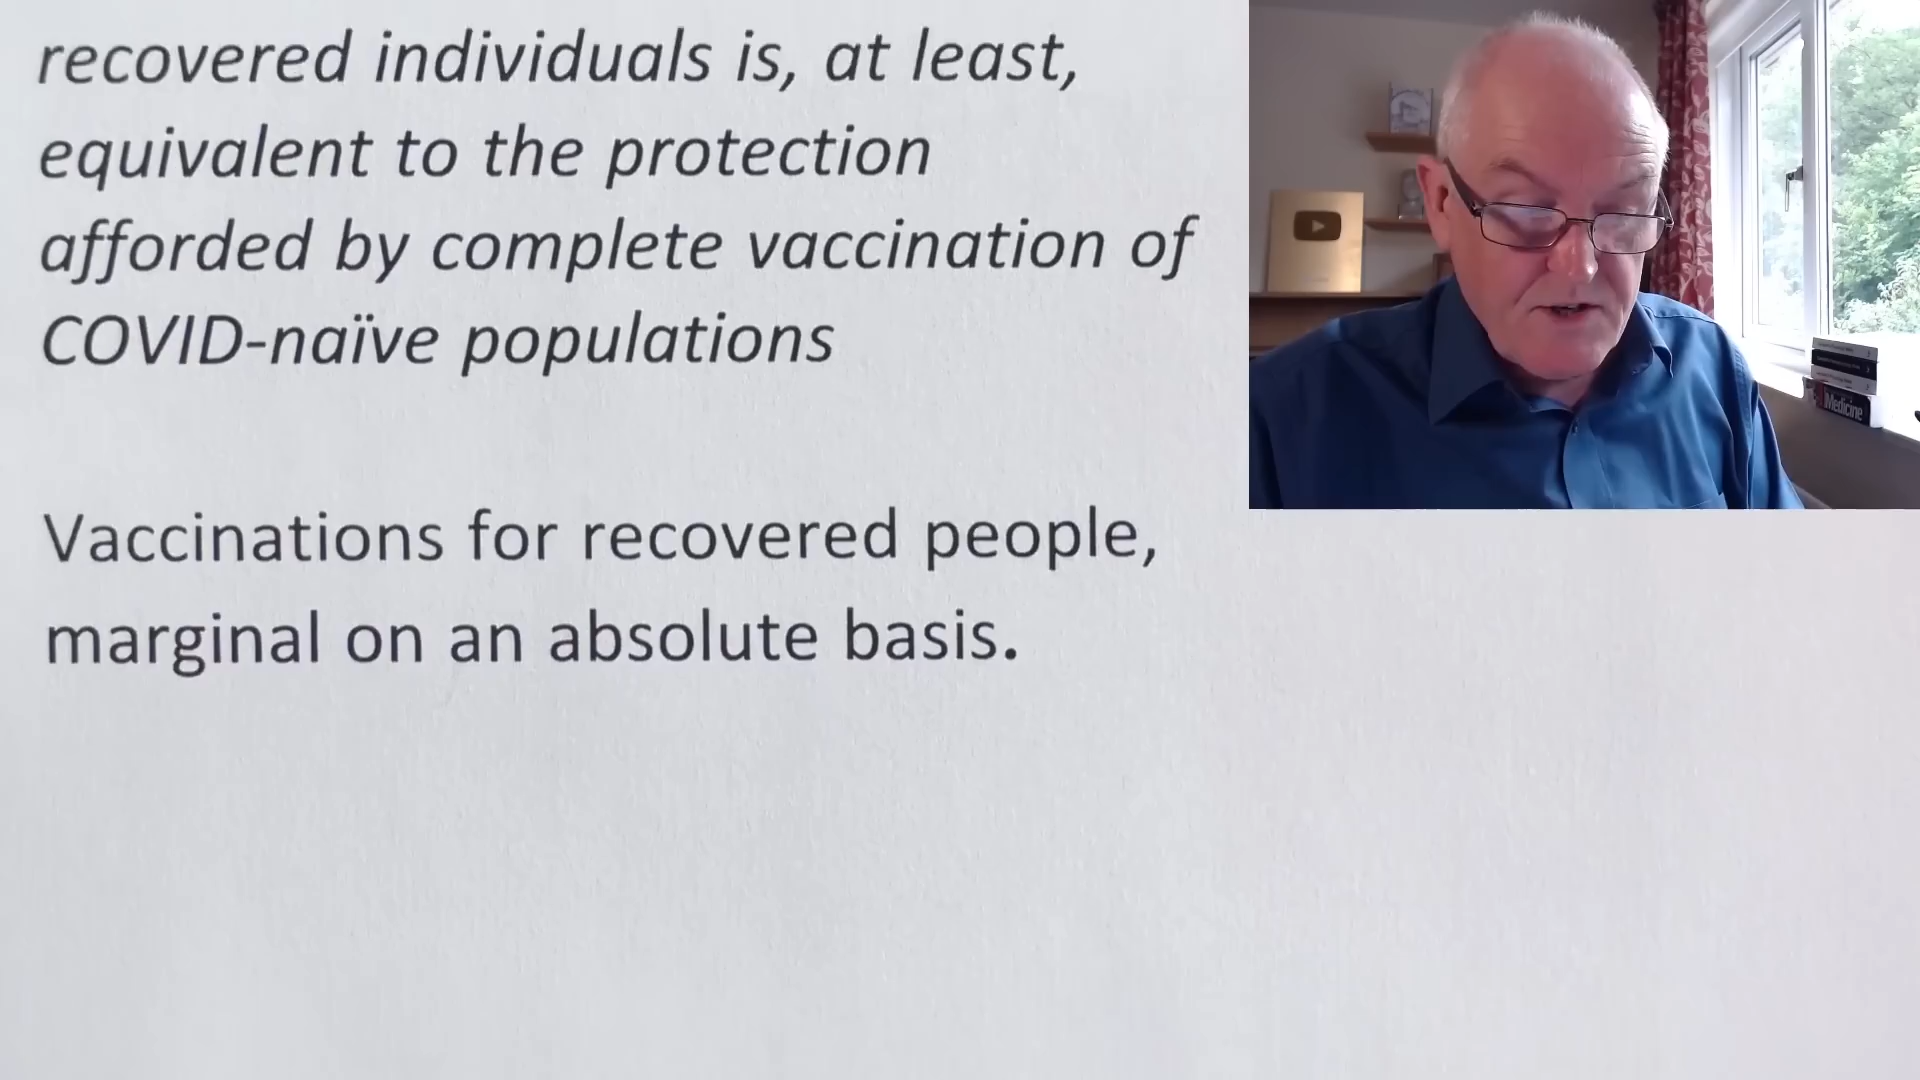 recovered individuals is, at least,
equivalent to the protection
afforded by complete vaccination of
COVID-naïve populations
Vaccinations for recovered people,
marginal on an absolute basis.
Medicine